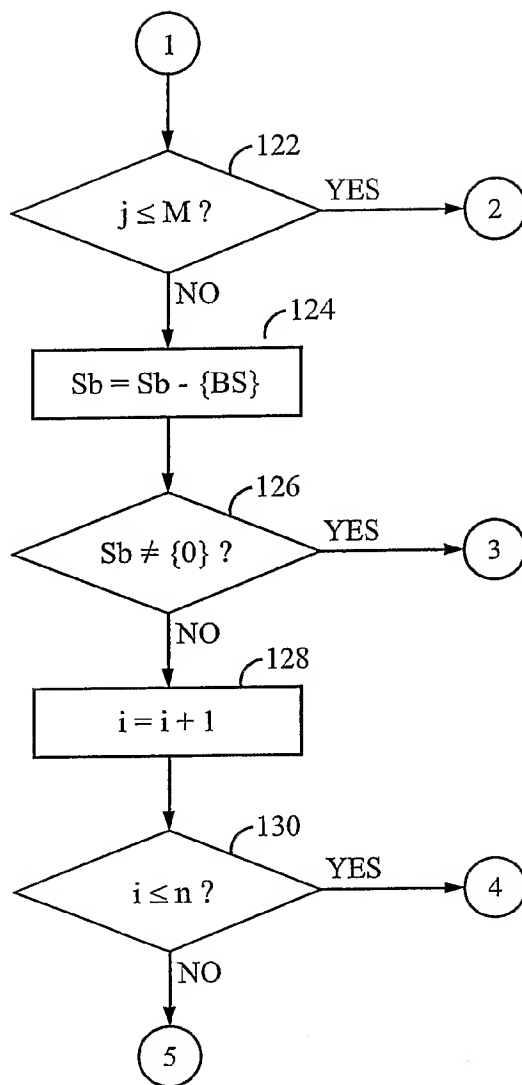 1
122
j ≤ M ?
YES
2
NO
124
Sb = Sb - {BS}
126
Sb ≠ {0} ?
YES
3
NO
128
i = i + 1
130
i ≤ n ?
YES
4
NO
5